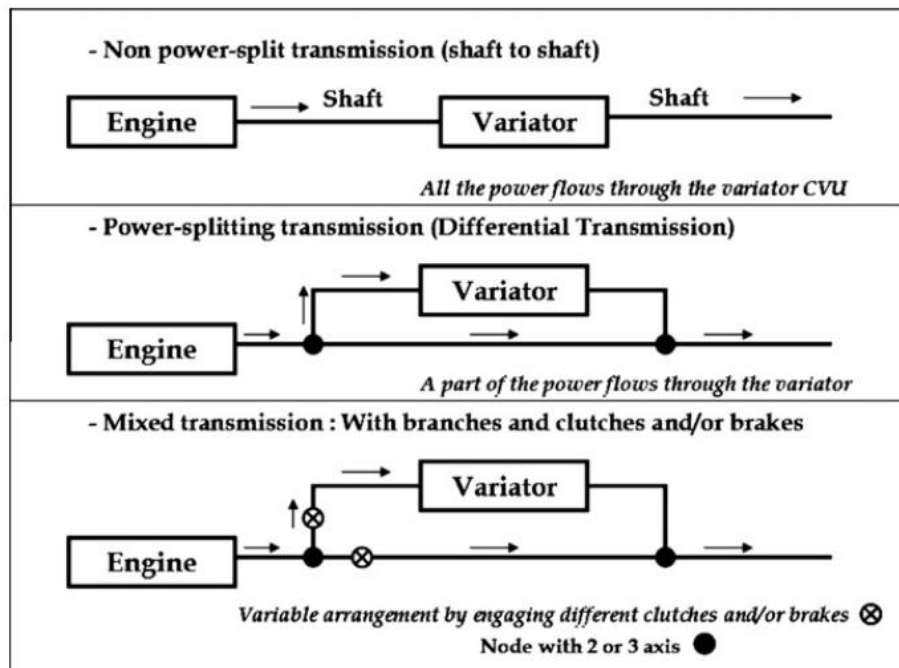 - Non power-split transmission (shaft to shaft)
Engine
Shaft
Variator
Shaft
All the power flows through the variator CVU
- Power-splitting transmission (Differential Transmission)
Variator
Engine
A part of the power flows through the variator
- Mixed transmission : With branches and clutches and/or brakes
Variator
Engine
Variable arrangement by engaging different clutches and/or brakes
Node with 2 or 3 axis